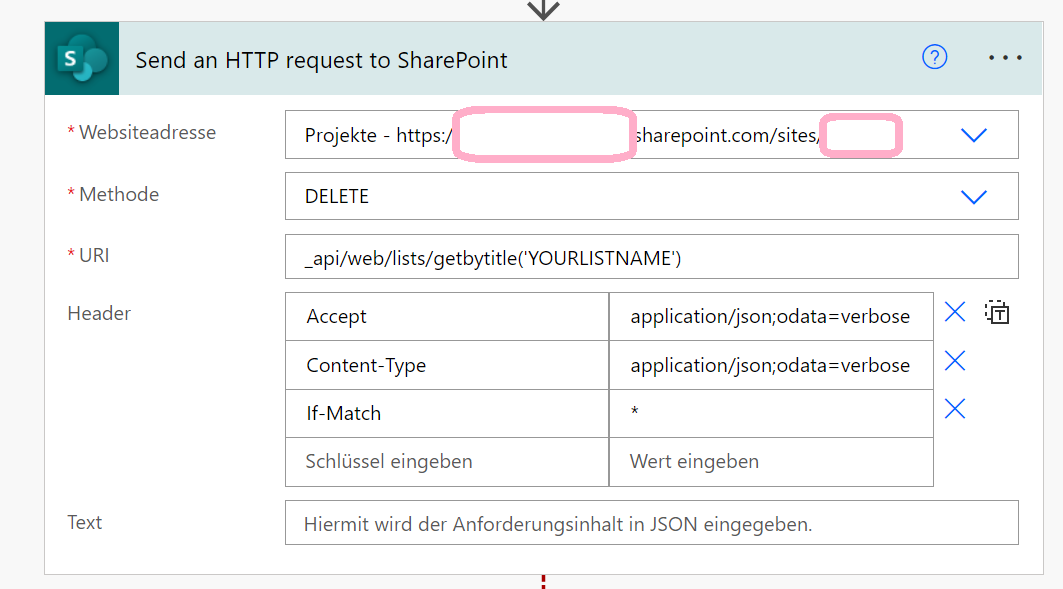 S
Send an HTTP request to SharePoint
?
* Websiteadresse
Projekte - https:/ sharepoint.com/sites/
* Methode
DELETE
* URI
_api/web/lists/getbytitle('YOURLISTNAME')
Header
Accept application/json;odata=verbose
T
Content-Type application/json;odata=verbose
If-Match *
Schlüssel eingeben Wert eingeben
Text
Hiermit wird der Anforderungsinhalt in JSON eingegeben.